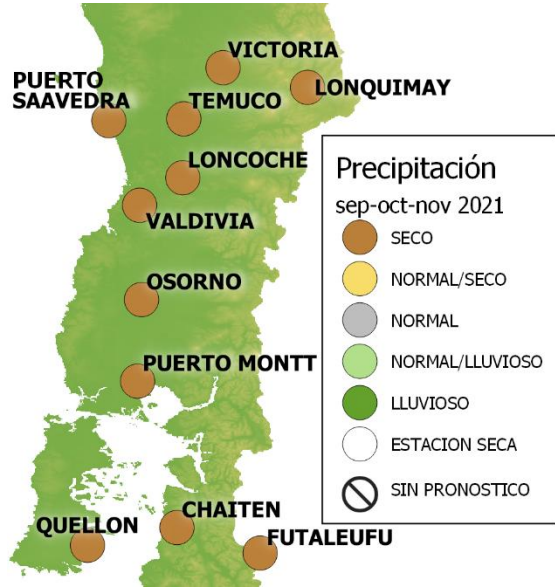 VICTORIA
PUERTO
SAAVEDRA
LONQUIMAY
TEMUCO
LONCOCHE
VALDIVIA
OSORNO
PUERTO MONTT
CHAITEN
QUELLON
FUTALEUFU
Precipitación
sep-oct-nov 2021
SECO
NORMAL/SECO
NORMAL
NORMAL/LLUVIOSO
LLUVIOSO
ESTACION SECA
SIN PRONOSTICO